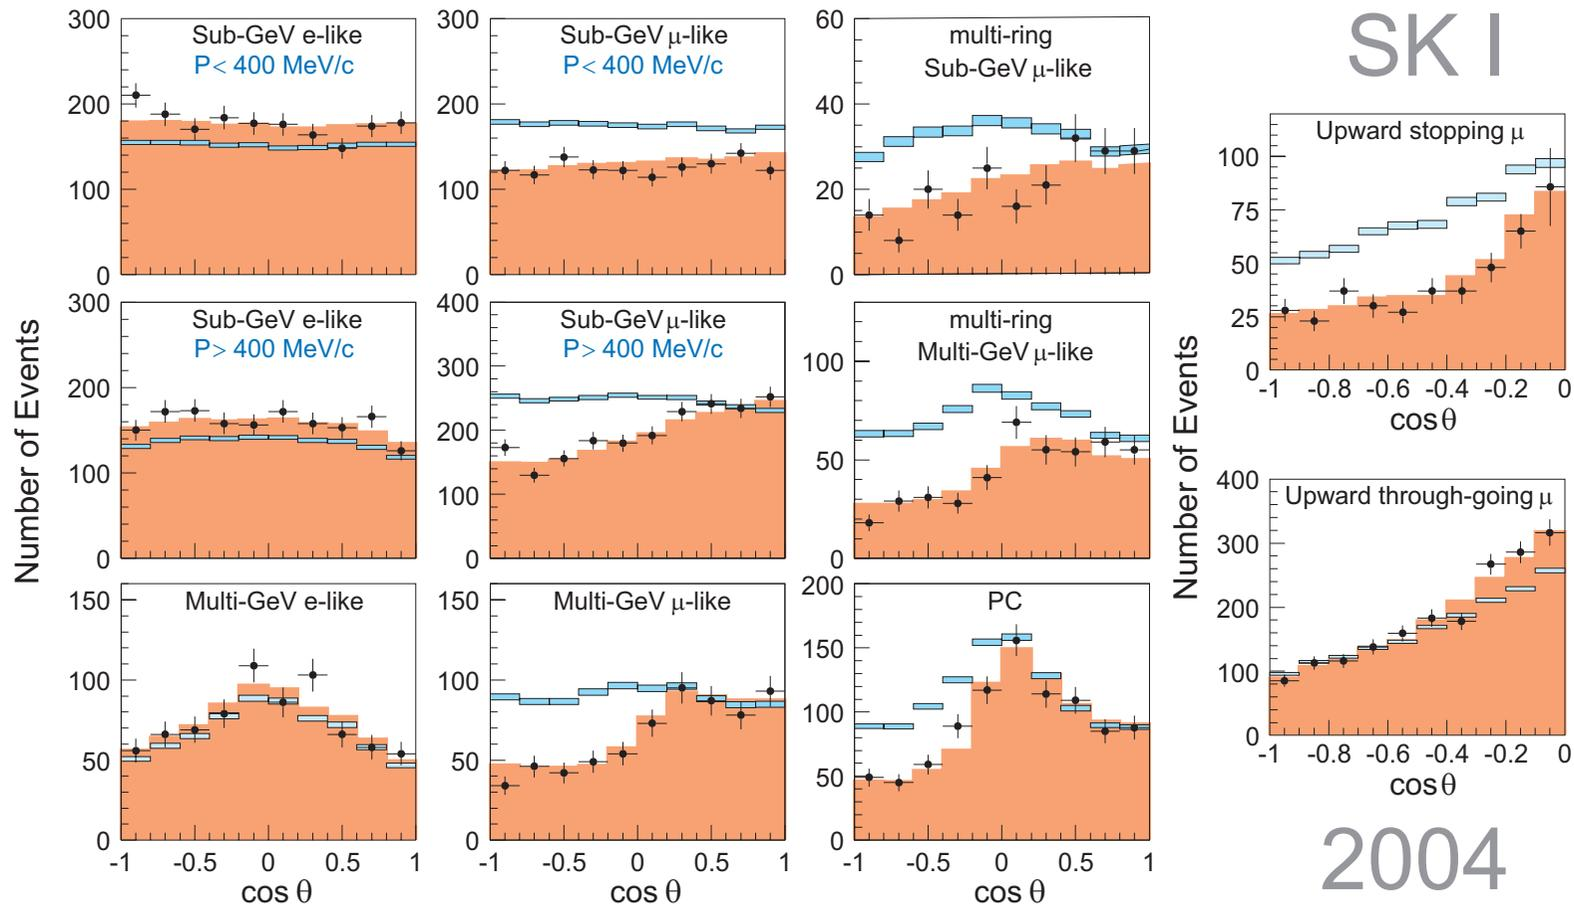 Number of Events
300
200
100
0
Sub-GeV e-like
P< 400 MeV/c
300
200
100
0
Sub-GeV μ-like
P< 400 MeV/c
60
40
20
0
multi-ring
Sub-GeV μ-like
300
200
100
0
Sub-GeV e-like
P> 400 MeV/c
400
300
200
100
0
Sub-GeV μ-like
P> 400 MeV/c
100
50
0
multi-ring
Multi-GeV μ-like
150
100
50
0
Multi-GeV e-like
-1 -0.5 0 0.5 1
cos θ
150
100
50
0
Multi-GeV μ-like
-1 -0.5 0 0.5 1
cos θ
200
150
100
50
0
PC
-1 -0.5 0 0.5 1
cos θ
SK I
Number of Events
100
75
50
25
0
Upward stopping μ
-1 -0.8 -0.6 -0.4 -0.2 0
cos θ
400
300
200
100
0
Upward through-going μ
-1 -0.8 -0.6 -0.4 -0.2 0
cos θ
2004